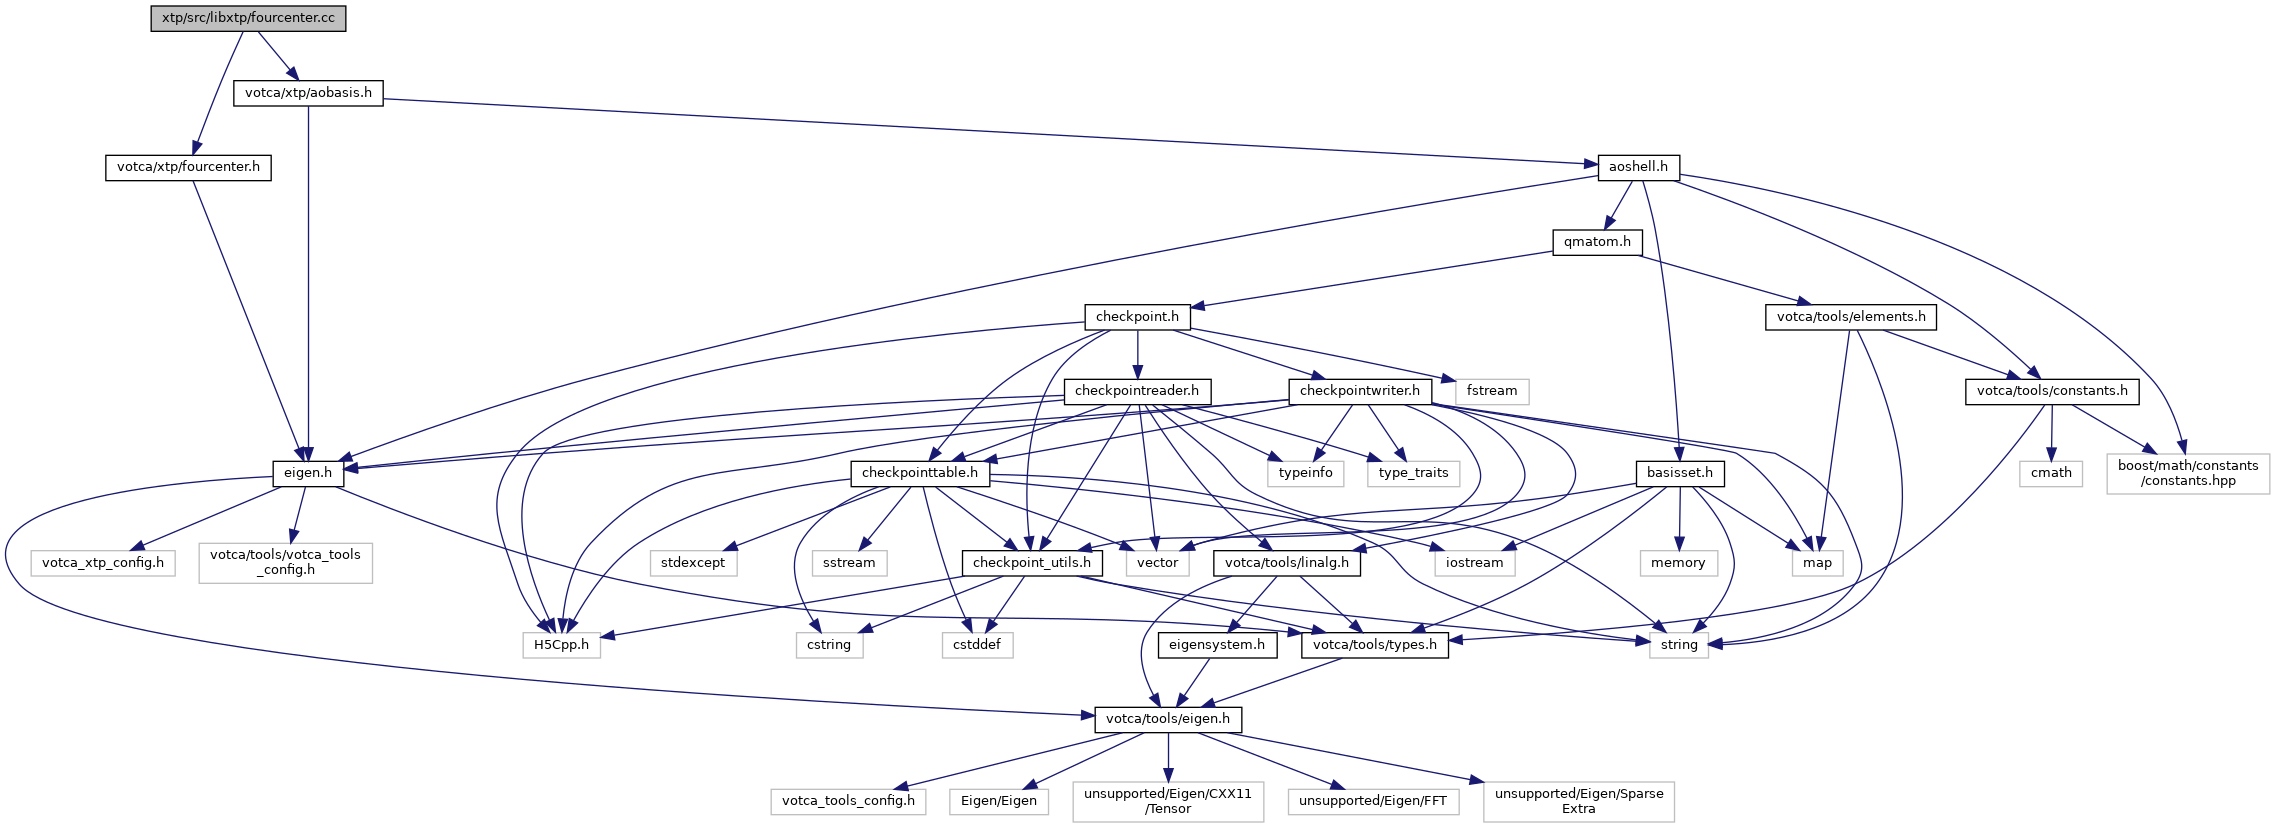 xtp/src/libxtp/fourcenter.cc
votca/xtp/aobasis.h
votca/xtp/fourcenter.h
aoshell.h
qmatom.h
checkpoint.h
votca/tools/elements.h
checkpointreader.h
checkpointwriter.h
fstream
votca/tools/constants.h
eigen.h
checkpointtable.h
typeinfo
type_traits
basisset.h
cmath
boost/math/constants
/constants.hpp
votca_xtp_config.h
votca/tools/votca_tools
_config.h
stdexcept
sstream
checkpoint_utils.h
vector
votca/tools/linalg.h
iostream
memory
map
H5Cpp.h
cstring
cstddef
eigensystem.h
votca/tools/types.h
string
votca/tools/eigen.h
votca_tools_config.h
Eigen/Eigen
unsupported/Eigen/CXX11
/Tensor
unsupported/Eigen/FFT
unsupported/Eigen/Sparse
Extra